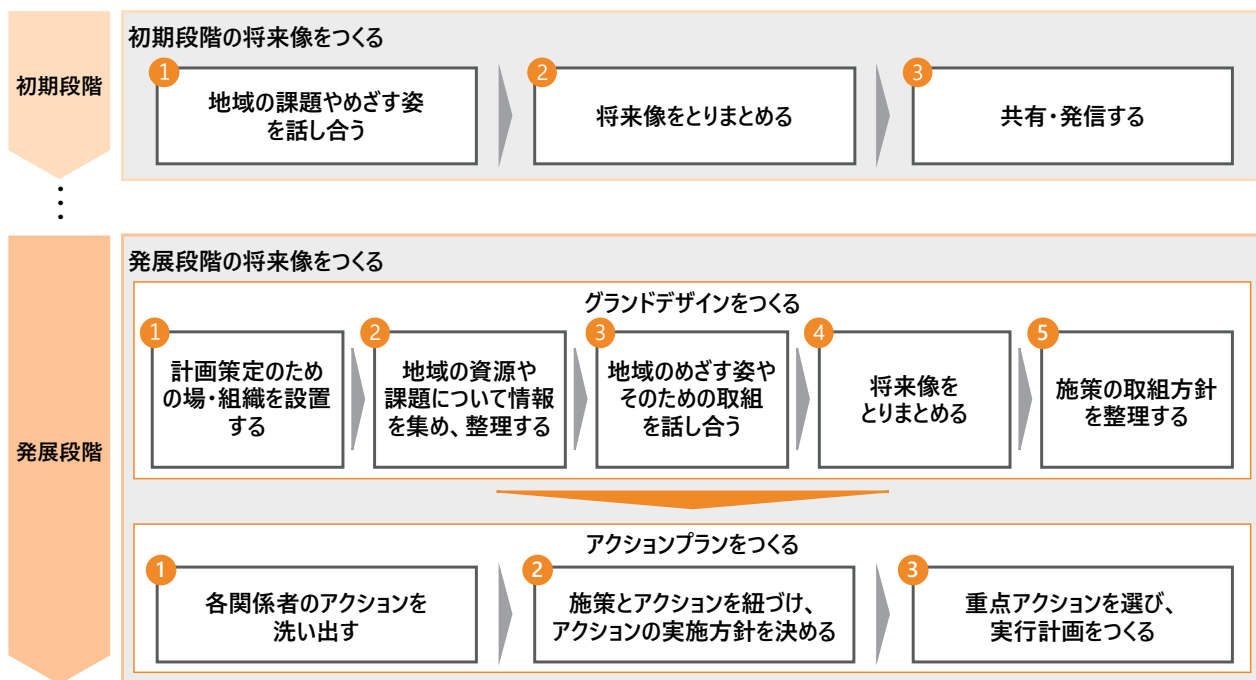 初期段階
初期段階の将来像をつくる
1
地域の課題やめざす姿
を話し合う
2
将来像をとりまとめる
3
共有・発信する
発展段階
発展段階の将来像をつくる
グランドデザインをつくる
1
計画策定のため
の場・組織を設置
する
2
地域の資源や
課題について情報
を集め、整理する
3
地域のめざす姿や
そのための取組
を話し合う
4
将来像を
とりまとめる
5
施策の取組方針
を整理する
アクションプランをつくる
1
各関係者のアクションを
洗い出す
2
施策とアクションを紐づけ、
アクションの実施方針を決める
3
重点アクションを選び、
実行計画をつくる